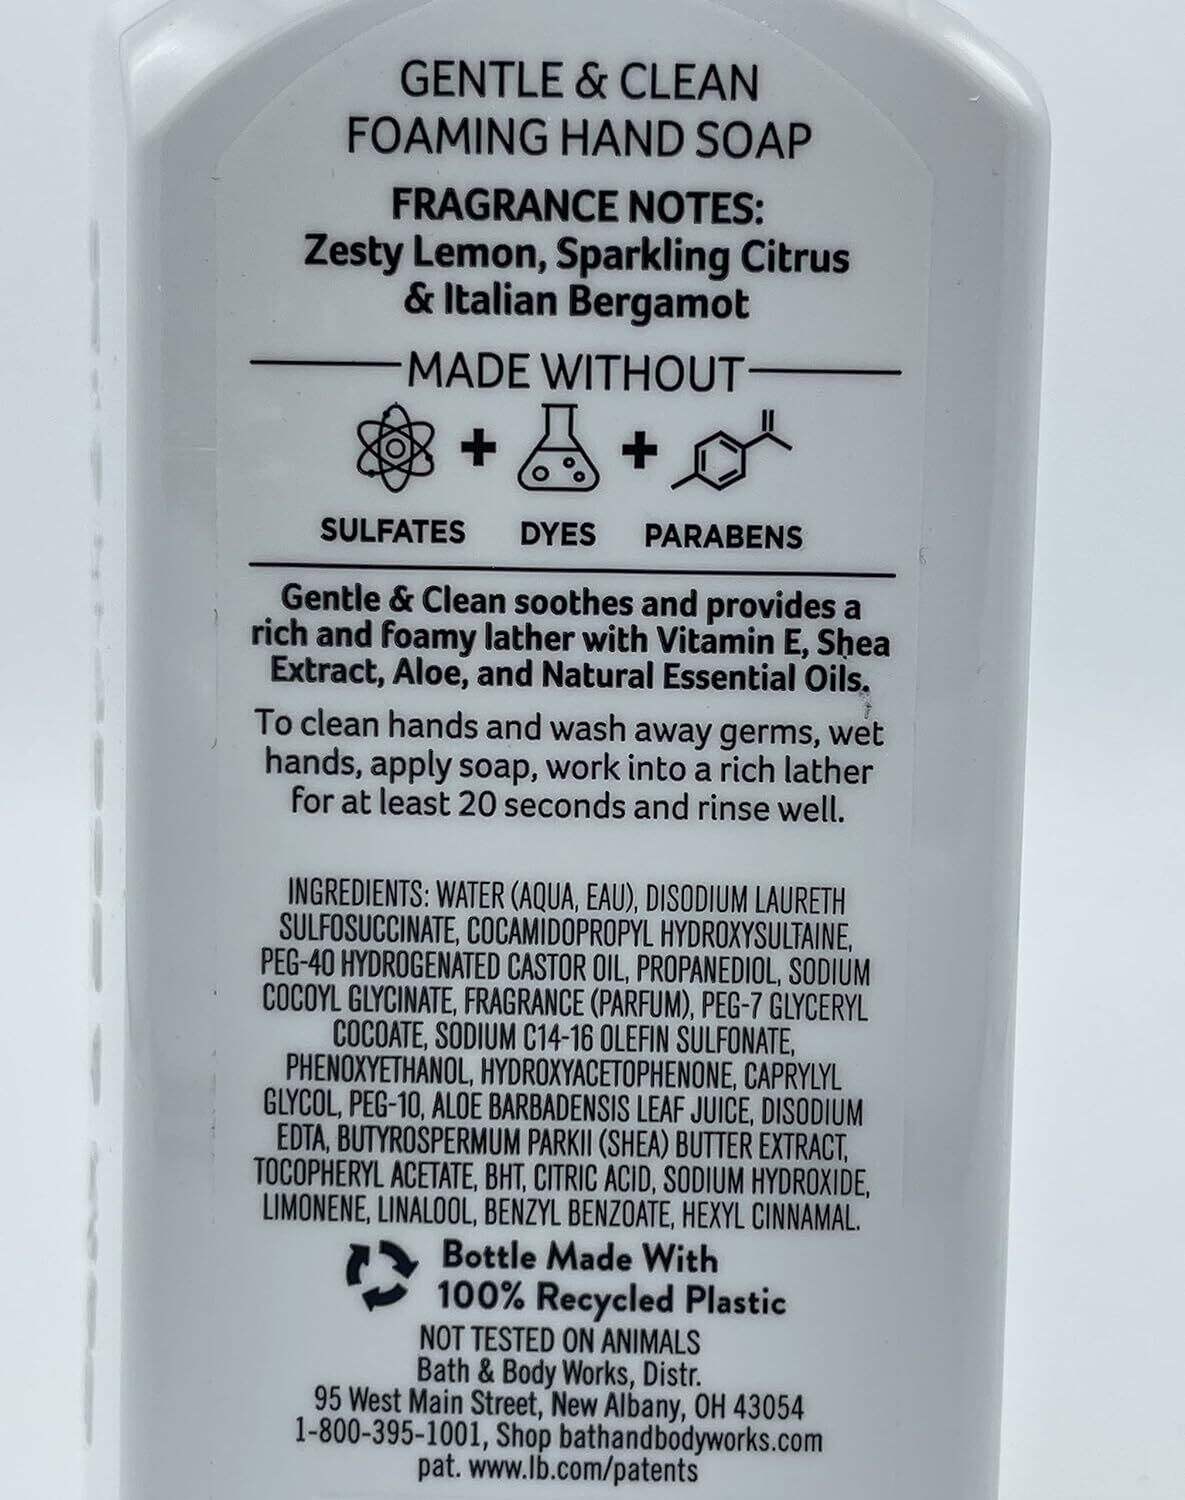 GENTLE & CLEAN
FOAMING HAND SOAP
FRAGRANCE NOTES:
Zesty Lemon, Sparkling Citrus
& Italian Bergamot
MADE WITHOUT
+ +
SULFATES DYES PARABENS
Gentle & Clean soothes and provides a
rich and foamy lather with Vitamin E, Shea
Extract, Aloe, and Natural Essential Oils.
To clean hands and wash away germs, wet
hands, apply soap, work into a rich lather
for at least 20 seconds and rinse well.
INGREDIENTS: WATER (AQUA, EAU), DISODIUM LAURETH
SULFOSUCCINATE, COCAMIDOPROPYL HYDROXYSULTAINE,
PEG-40 HYDROGENATED CASTOR OIL, PROPANEDIOL, SODIUM
COCOYL GLYCINATE, FRAGRANCE (PARFUM), PEG-7 GLYCERYL
COCOATE, SODIUM C14-16 OLEFIN SULFONATE,
PHENOXYETHANOL, HYDROXYACETOPHENONE, CAPRYLYL
GLYCOL, PEG-10, ALOE BARBADENSIS LEAF JUICE, DISODIUM
EDTA, BUTYROSPERMUM PARKII (SHEA) BUTTER EXTRACT,
TOCOPHERYL ACETATE, BHT, CITRIC ACID, SODIUM HYDROXIDE,
LIMONENE, LINALOOL, BENZYL BENZOATE, HEXYL CINNAMAL.
Bottle Made With
100% Recycled Plastic
NOT TESTED ON ANIMALS
Bath & Body Works, Distr.
95 West Main Street, New Albany, OH 43054
1-800-395-1001, Shop bathandbodyworks.com
pat. www.lb.com/patents